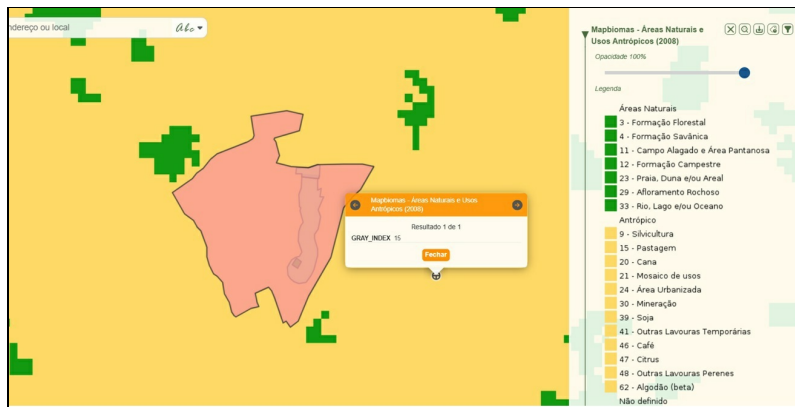 ndereço ou local
Abc
Mapbiomas - Áreas Naturais e Usos
Antrópicos (2008)
Resultado 1 de 1
GRAY_INDEX 15
Fechar
Mapbiomas - Áreas Naturais e
Usos Antrópicos (2008)
Opacidade 100%
Legenda
Áreas Naturais
3 - Formação Florestal
4 - Formação Savânica
11 - Campo Alagado e Área Pantanosa
12 - Formação Campestre
23 - Praia, Duna e/ou Areal
29 - Afloramento Rochoso
33 - Rio, Lago e/ou Oceano
Antrópico
9 - Silvicultura
15 - Pastagem
20 - Cana
21 - Mosaico de usos
24 - Área Urbanizada
30 - Mineração
39 - Soja
41 - Outras Lavouras Temporárias
46 - Café
47 - Citrus
48 - Outras Lavouras Perenes
62 - Algodão (beta)
Não definido